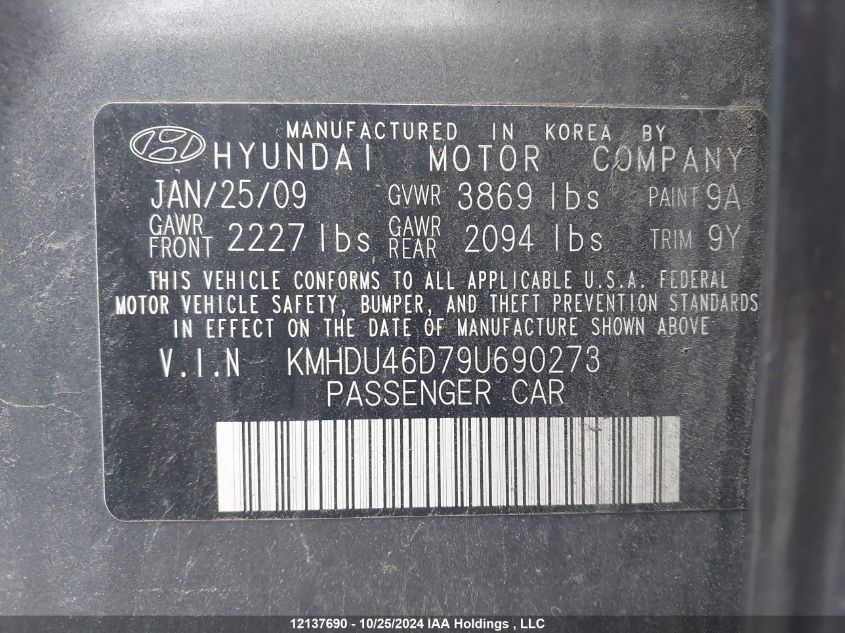 MANUFACTURED IN KOREA BY
HYUNDAI MOTOR COMPANY
JAN/25/09 GVWR 3869 lbs PAINT 9A
GAWR FRONT 2227 lbs GAWR REAR 2094 lbs TRIM 9Y
THIS VEHICLE CONFORMS TO ALL APPLICABLE U.S.A. FEDERAL
MOTOR VEHICLE SAFETY, BUMPER, AND THEFT PREVENTION STANDARDS
IN EFFECT ON THE DATE OF MANUFACTURE SHOWN ABOVE
V.I.N KMHDU46D79U690273
PASSENGER CAR
12137690 - 10/25/2024 IAA Holdings , LLC